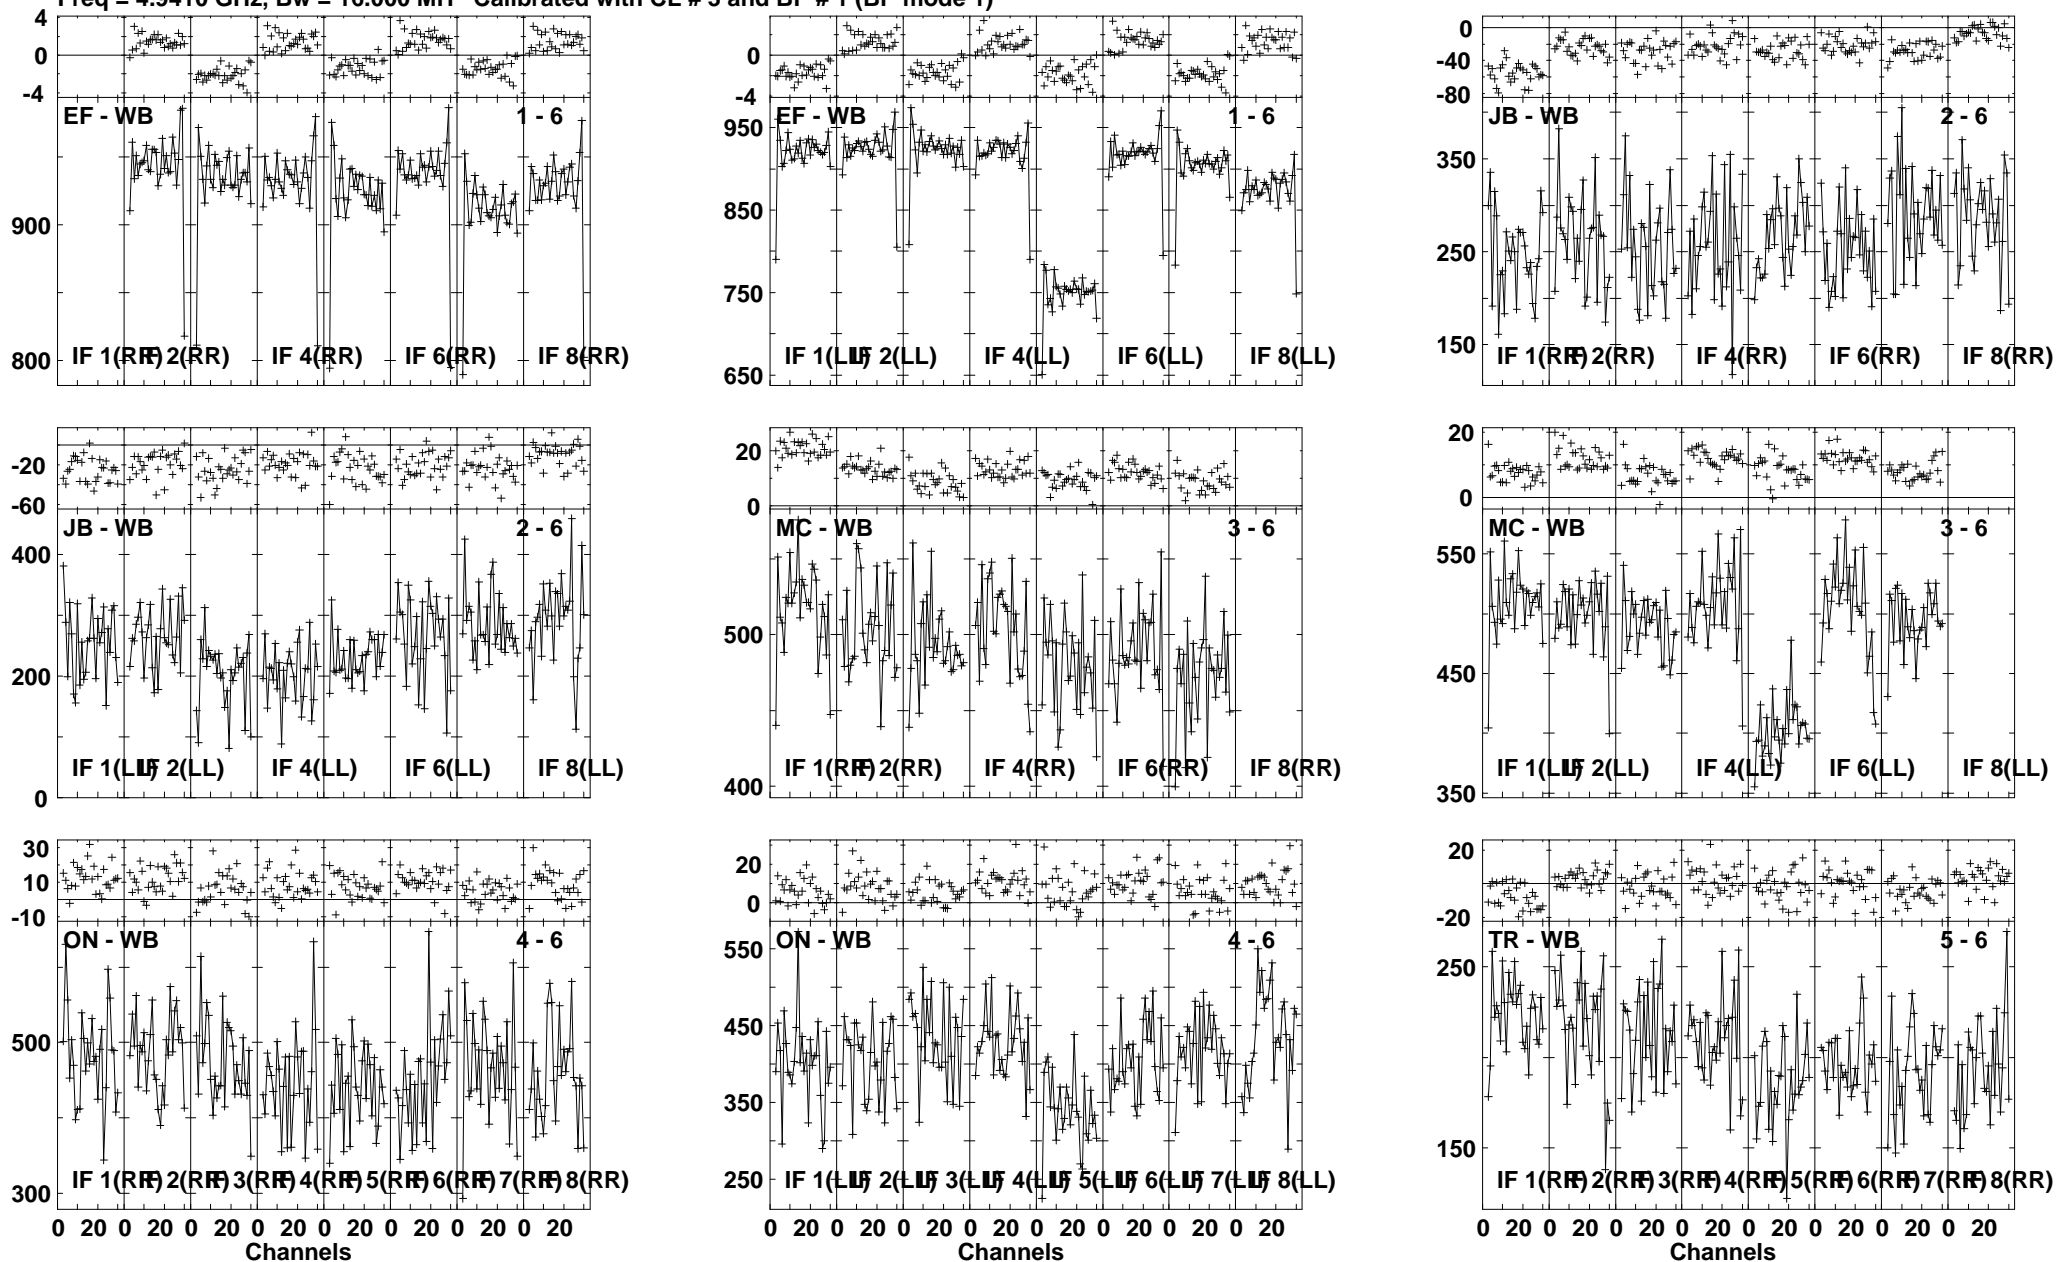 Freq = 4.9410 GHz, Bw = 16.000 MH Calibrated with CL # 3 and BP # 1 (BP mode 1)
4
0
-4
EF - WB 1 - 6
900
800
IF 1(RR) IF 2(RR) IF 4(RR) IF 6(RR) IF 8(RR)
4
0
-4
EF - WB 1 - 6
950
850
750
650
IF 1(LL) IF 2(LL) IF 4(LL) IF 6(LL) IF 8(LL)
0
-40
-80
JB - WB 2 - 6
350
250
150
IF 1(RR) IF 2(RR) IF 4(RR) IF 6(RR) IF 8(RR)
-20
-60
JB - WB 2 - 6
400
200
0
IF 1(LL) IF 2(LL) IF 4(LL) IF 6(LL) IF 8(LL)
20
0
MC - WB 3 - 6
500
400
IF 1(RR) IF 2(RR) IF 4(RR) IF 6(RR) IF 8(RR)
20
0
MC - WB 3 - 6
550
450
350
IF 1(LL) IF 2(LL) IF 4(LL) IF 6(LL) IF 8(LL)
30
10
-10
ON - WB 4 - 6
500
300
IF 1(RR) IF 2(RR) IF 3(RR) IF 4(RR) IF 5(RR) IF 6(RR) IF 7(RR) IF 8(RR)
0 20 0 20 0 20 0 20 0 20 0 20 0 20 0 20
Channels
20
0
ON - WB 4 - 6
550
450
350
250
IF 1(LL) IF 2(LL) IF 3(LL) IF 4(LL) IF 5(LL) IF 6(LL) IF 7(LL) IF 8(LL)
0 20 0 20 0 20 0 20 0 20 0 20 0 20 0 20
Channels
20
0
-20
TR - WB 5 - 6
250
150
IF 1(RR) IF 2(RR) IF 3(RR) IF 4(RR) IF 5(RR) IF 6(RR) IF 7(RR) IF 8(RR)
0 20 0 20 0 20 0 20 0 20 0 20 0 20 0 20
Channels